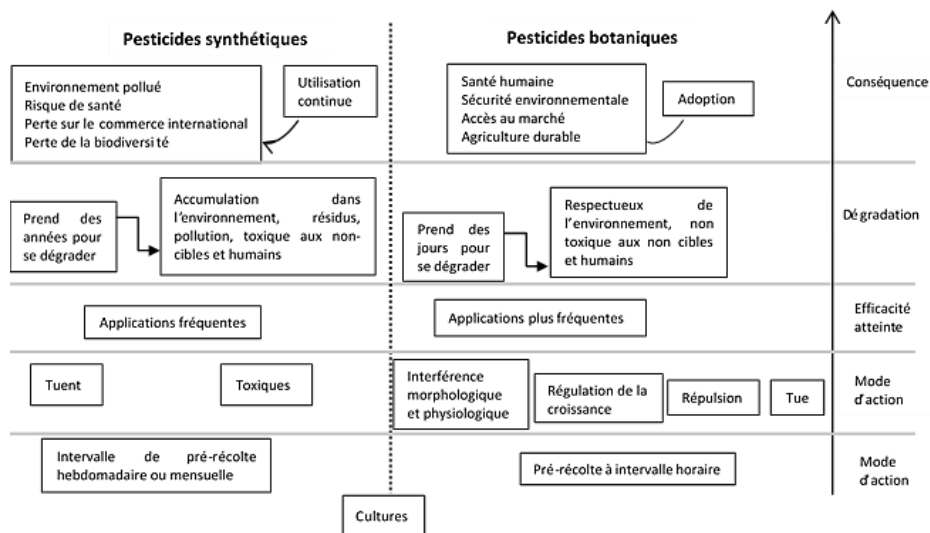 Pesticides synthétiques
Pesticides botaniques
Environnement pollué
Risque de santé
Perte sur le commerce international
Perte de la biodiversité
Utilisation
continue
Santé humaine
Sécurité environnementale
Accès au marché
Agriculture durable
Adoption
Conséquence
Prend des
années pour
se dégrader
Accumulation dans
l'environnement, résidus,
pollution, toxique aux non-
cibles et humains
Prend des
jours pour
se dégrader
Respectueux de
l'environnement, non
toxique aux non cibles
et humains
Dégradation
Applications fréquentes
Applications plus fréquentes
Efficacité
atteinte
Tuent
Toxiques
Interférence
morphologique
et physiologique
Régulation de la
croissance
Répulsion
Tue
Mode
d'action
Intervalle de pré-récolte
hebdomadaire ou mensuelle
Pré-récolte à intervalle horaire
Mode
d'action
Cultures